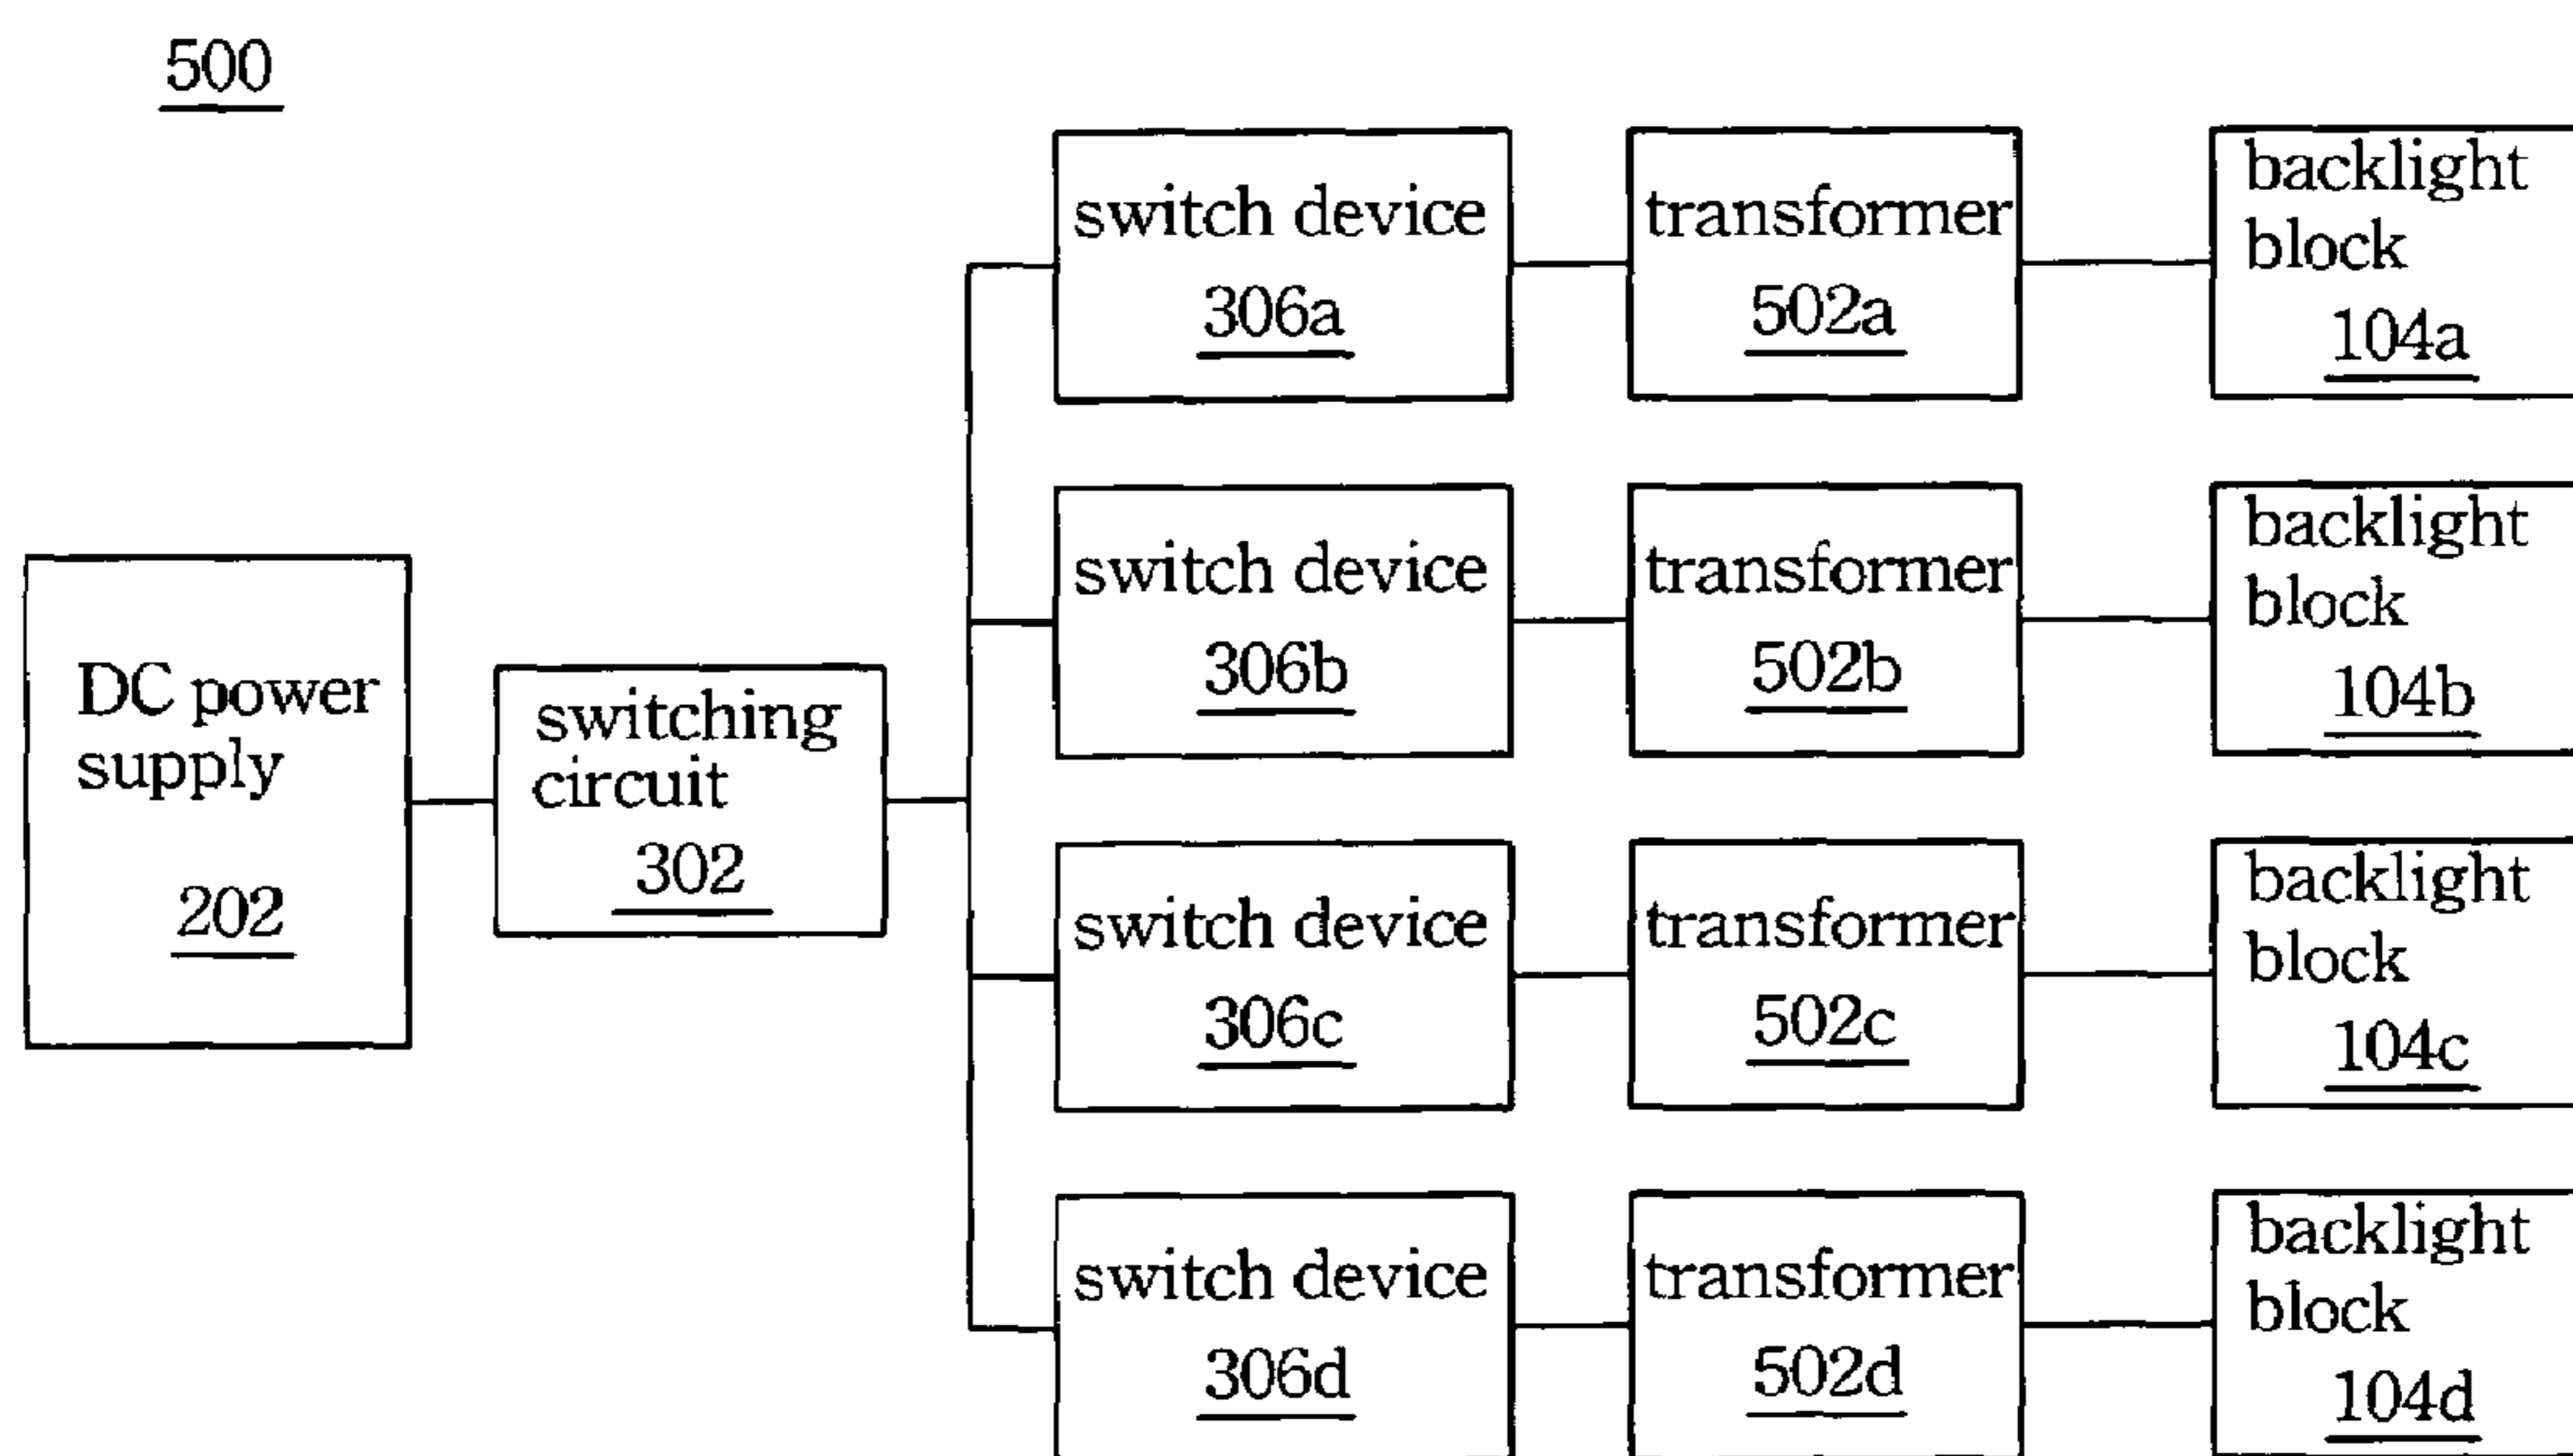 500
DC power
supply
202
switching
circuit
302
switch device
306a
transformer
502a
backlight
block
104a
switch device
306b
transformer
502b
backlight
block
104b
switch device
306c
transformer
502c
backlight
block
104c
switch device
306d
transformer
502d
backlight
block
104d